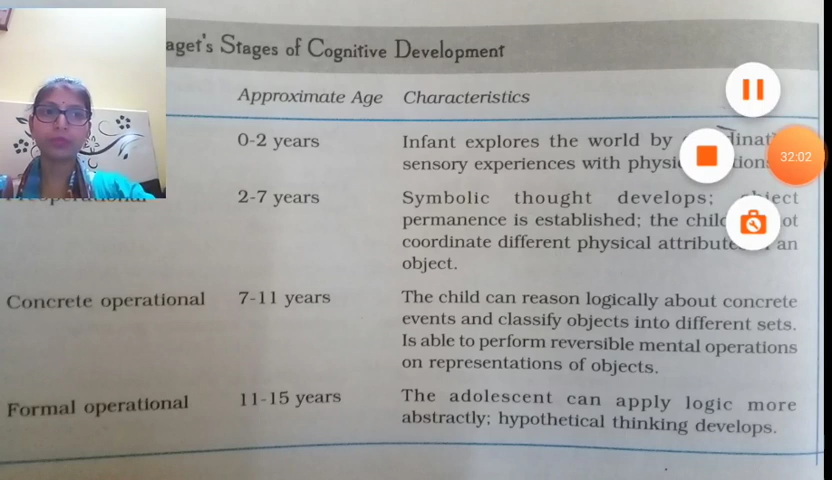 aget's Stages of Cognitive Development
Approximate Age Characteristics
0-2 years Infant explores the world by
sensory experiences with
32:02
2-7 years Symbolic thought develops;
permanence is established; the
coordinate different physical an
object.
Concrete operational 7-11 years The child can reason logically about concrete
events and classify objects into different sets.
Is able to perform reversible mental operations
on representations of objects.
Formal operational 11-15 years The adolescent can apply logic more
abstractly; hypothetical thinking develops.